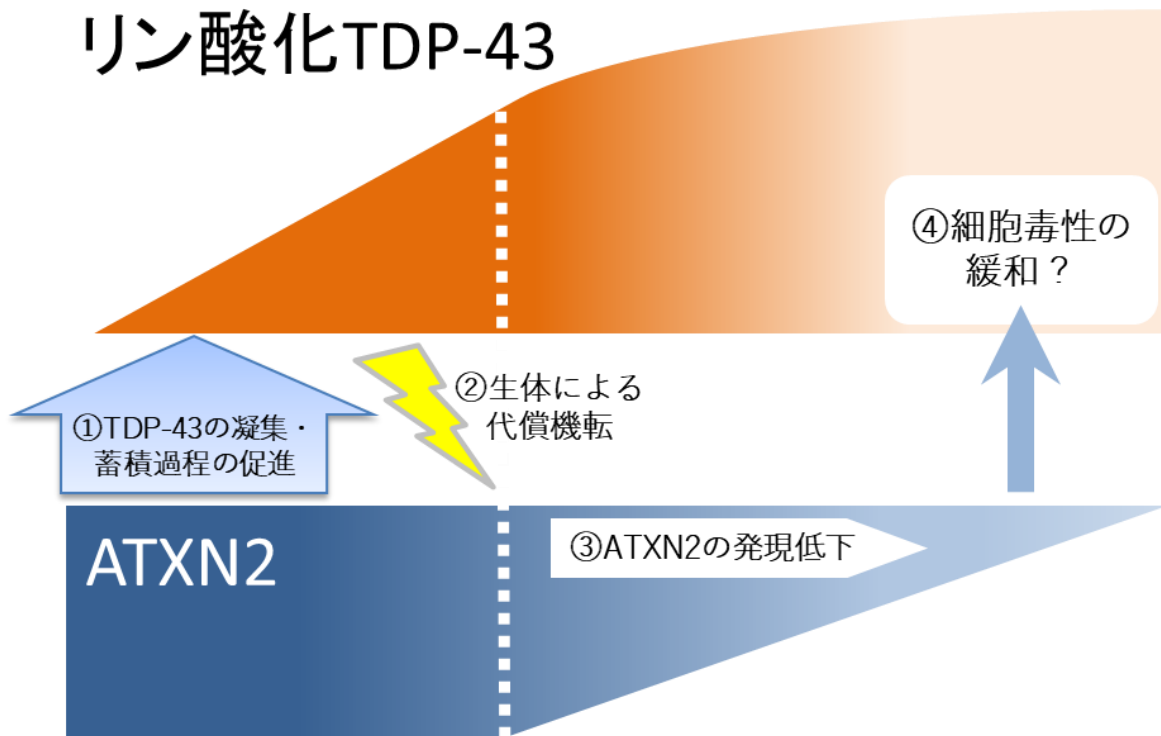 リン酸化TDP-43
④細胞毒性の
緩和？
②生体による
代償機転
①TDP-43の凝集・
蓄積過程の促進
③ATXN2の発現低下
ATXN2